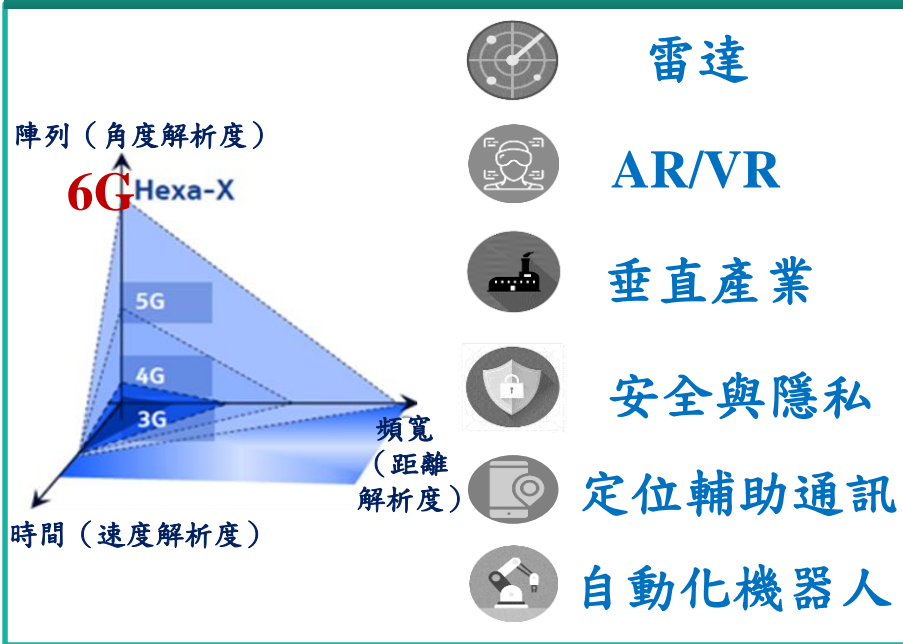 陣列（角度解析度）
6G Hexa-X
5G
4G
3G
頻寬
（距離
解析度）
時間（速度解析度）
雷達
AR/VR
垂直產業
安全與隱私
定位輔助通訊
自動化機器人